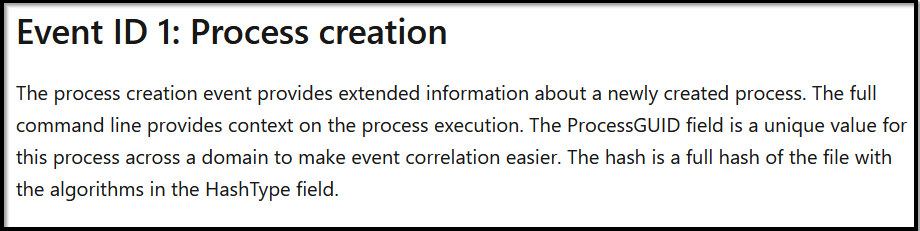 Event ID 1: Process creation
The process creation event provides extended information about a newly created process. The full
command line provides context on the process execution. The ProcessGUID field is a unique value for
this process across a domain to make event correlation easier. The hash is a full hash of the file with
the algorithms in the HashType field.